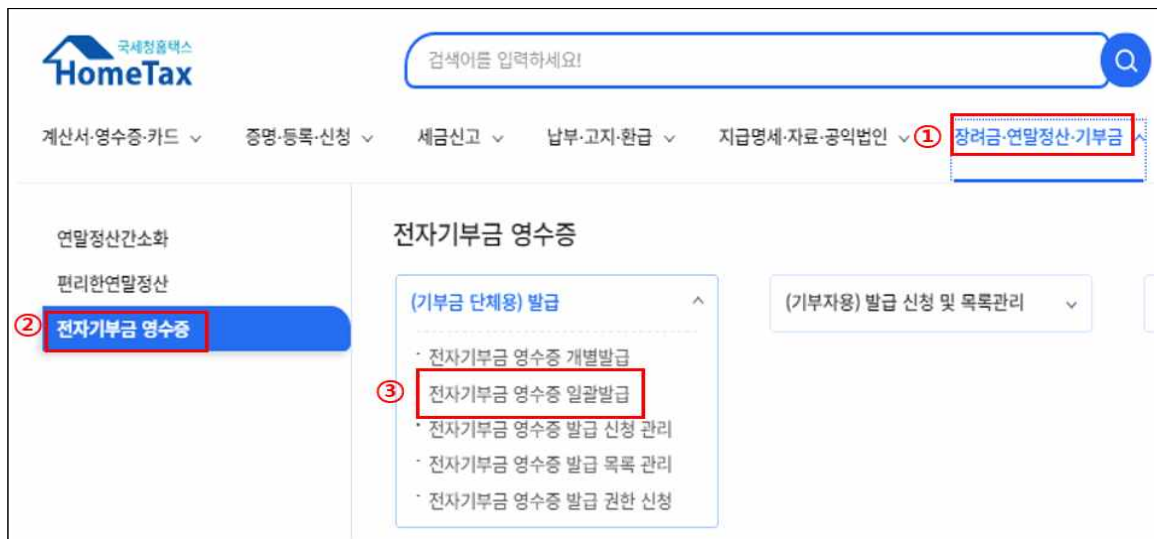 국세청홈택스
HomeTax
검색어를 입력하세요!
계산서·영수증·카드 증명·등록·신청 세금신고 납부·고지·환급 지급명세·자료·공익법인 ① 장려금·연말정산·기부금
연말정산간소화
편리한연말정산
② 전자기부금 영수증
전자기부금 영수증
(기부금 단체용) 발급
· 전자기부금 영수증 개별발급
③ 전자기부금 영수증 일괄발급
· 전자기부금 영수증 발급 신청 관리
· 전자기부금 영수증 발급 목록 관리
· 전자기부금 영수증 발급 권한 신청
(기부자용) 발급 신청 및 목록관리